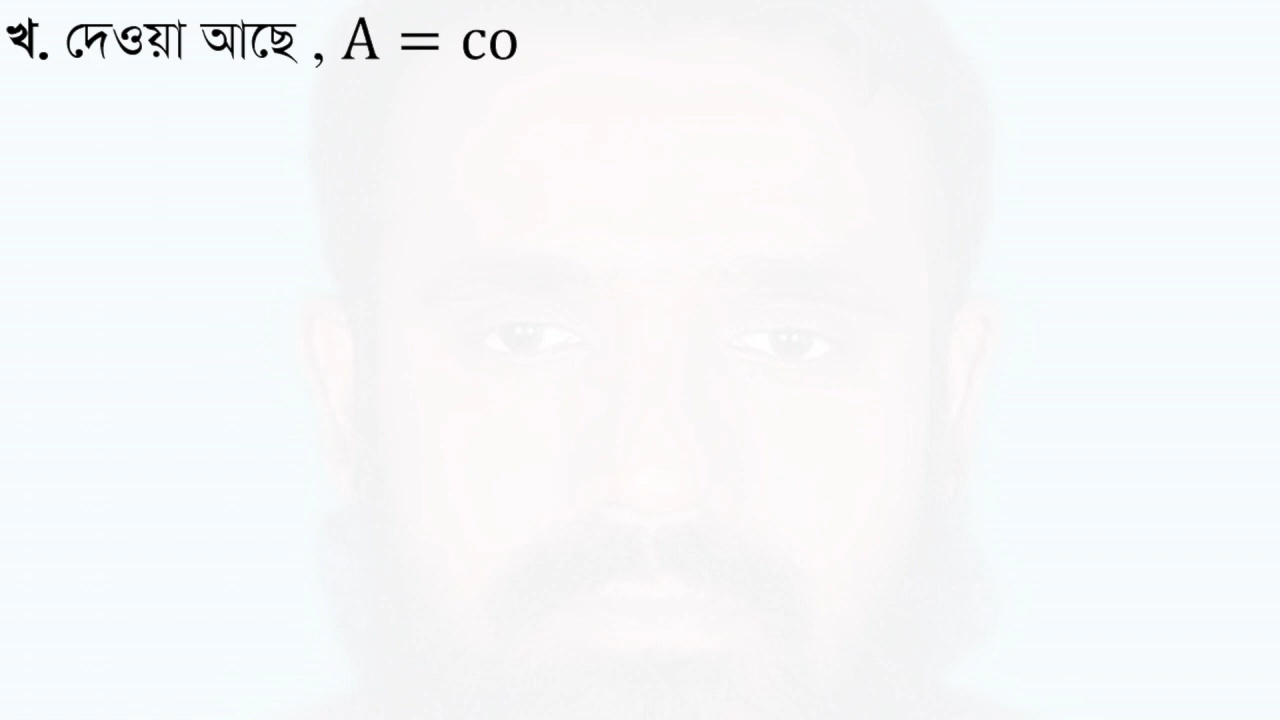 খ. দেওয়া আছে , A = co